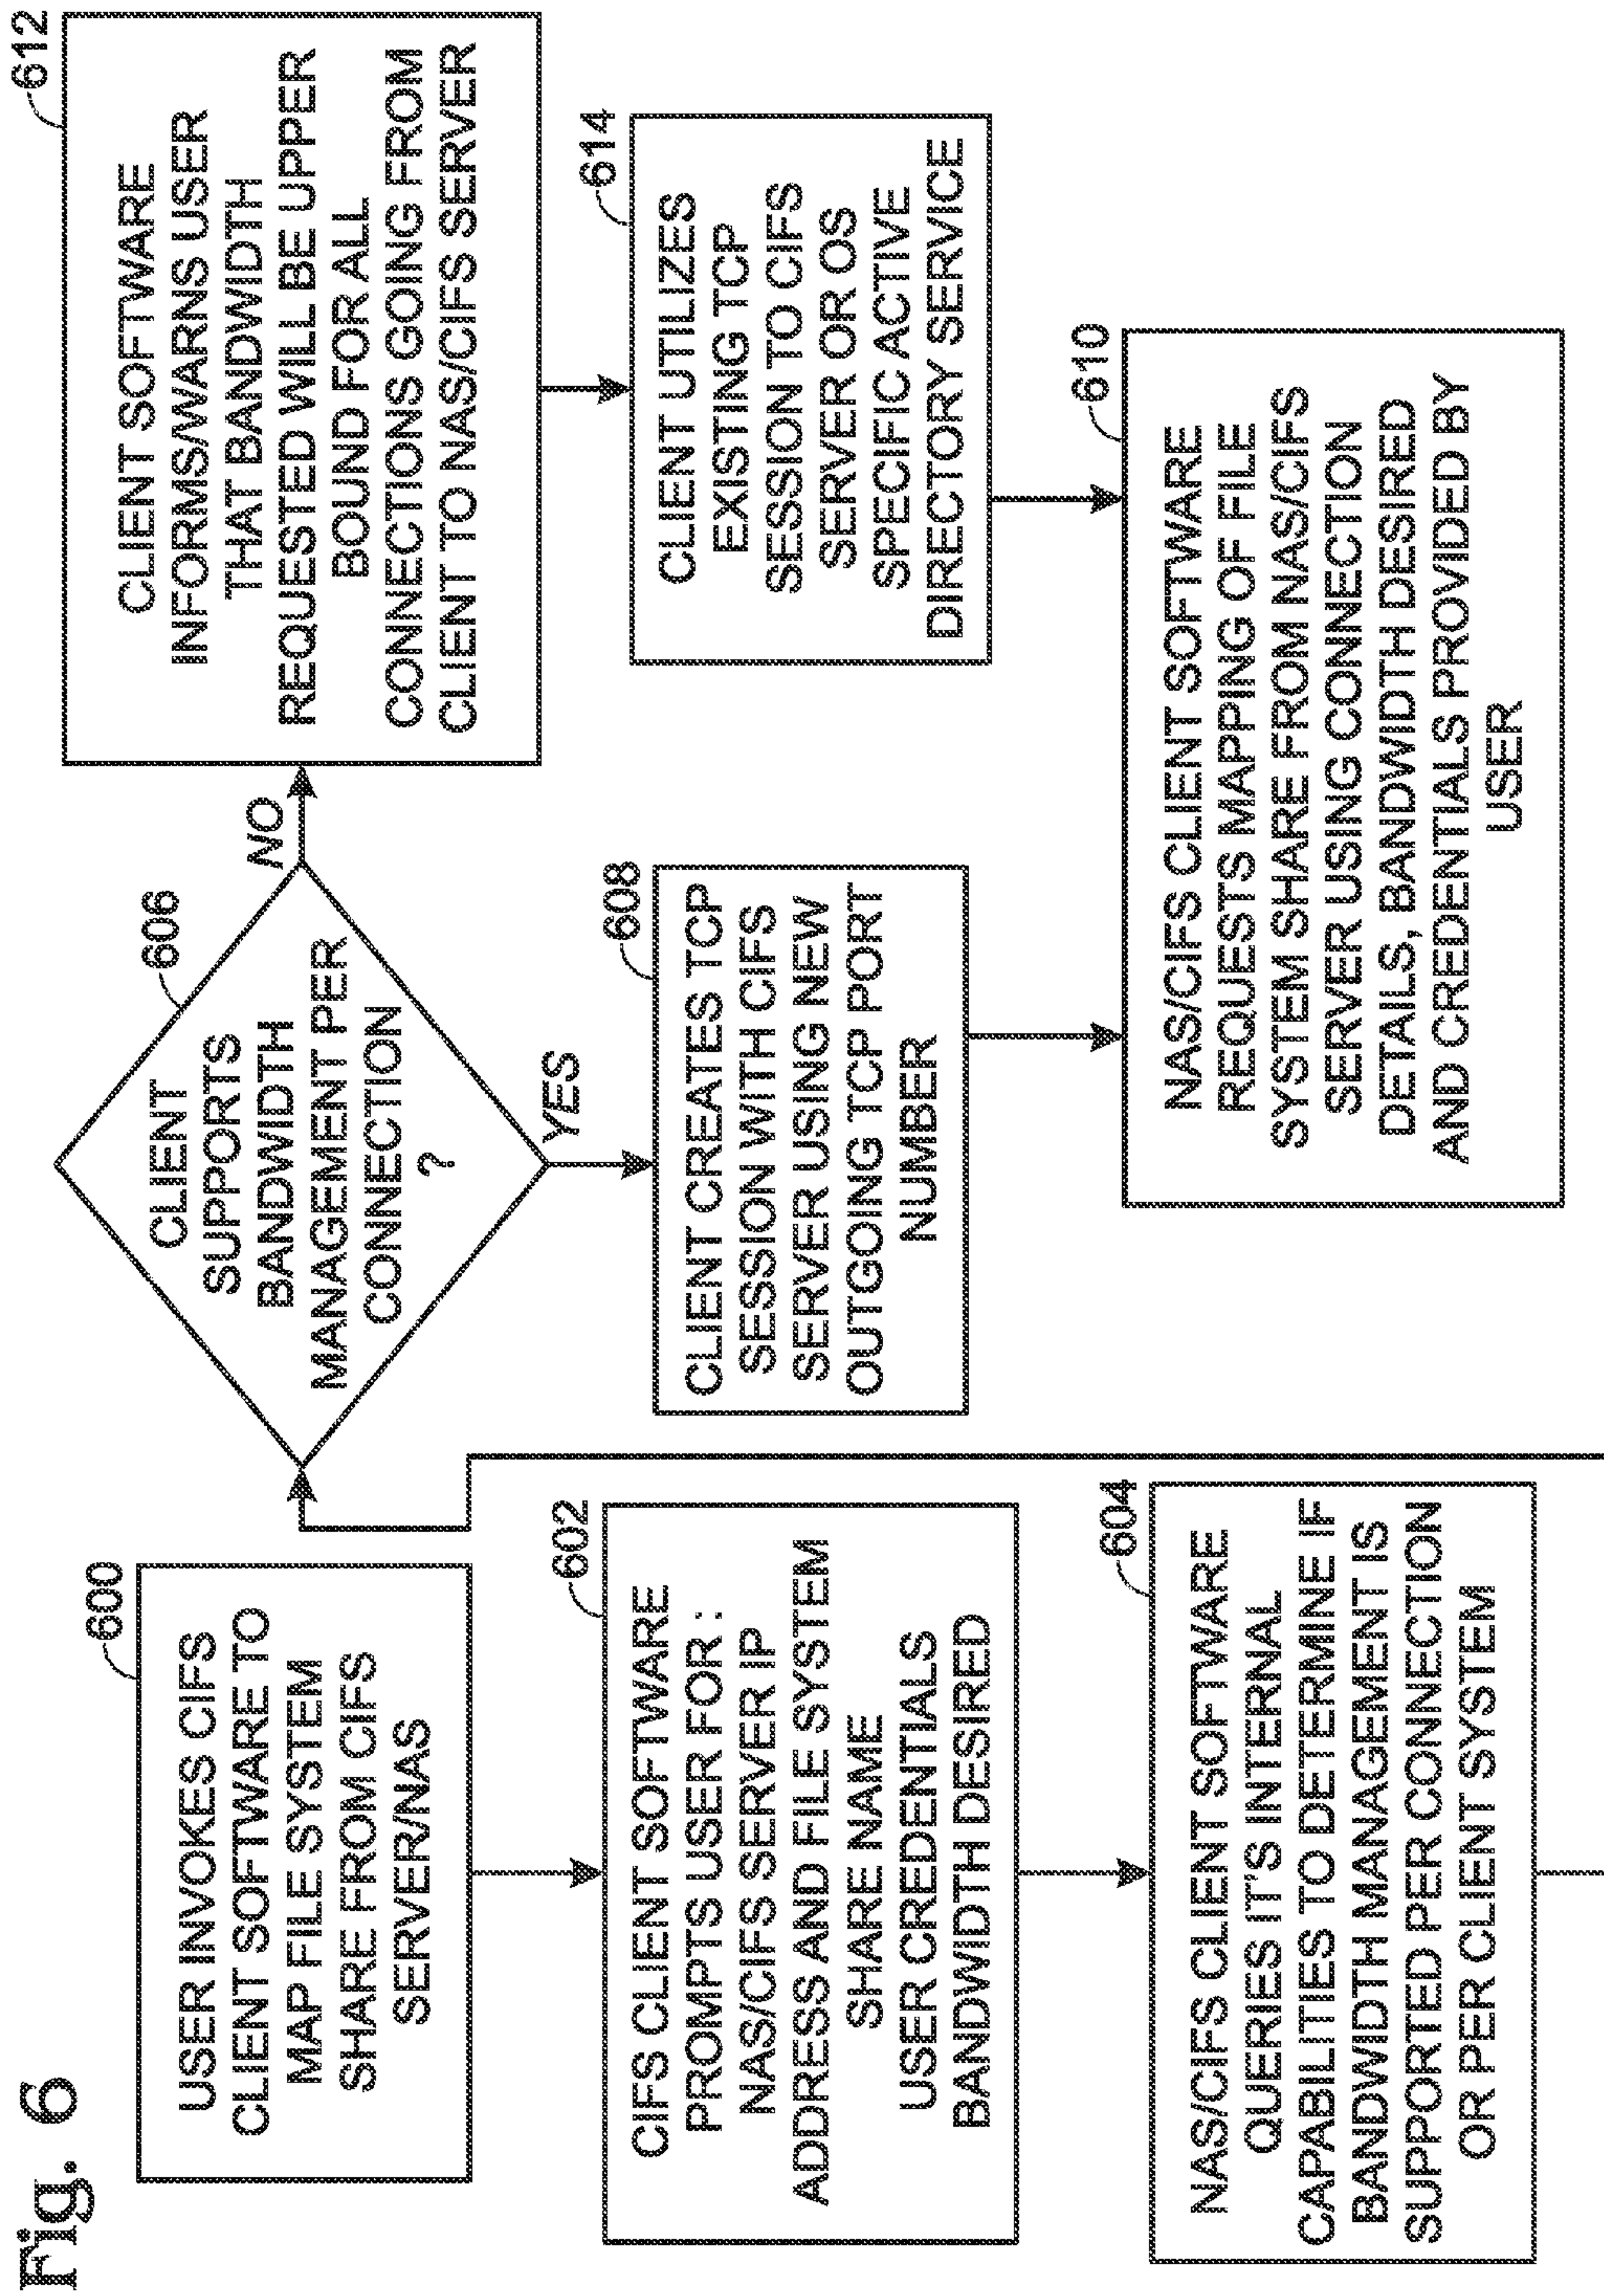 Fig. 6
600
USER INVOKES CIFS
CLIENT SOFTWARE TO
MAP FILE SYSTEM
SHARE FROM CIFS
SERVER/NAS
602
CIFS CLIENT SOFTWARE
PROMPTS USER FOR :
NAS/CIFS SERVER IP
ADDRESS AND FILE SYSTEM
SHARE NAME
USER CREDENTIALS
BANDWIDTH DESIRED
604
NAS/CIFS CLIENT SOFTWARE
QUERIES IT'S INTERNAL
CAPABILITIES TO DETERMINE IF
BANDWIDTH MANAGEMENT IS
SUPPORTED PER CONNECTION
OR PER CLIENT SYSTEM
606
CLIENT
SUPPORTS
BANDWIDTH
MANAGEMENT PER
CONNECTION
?
NO
YES
608
CLIENT CREATES TCP
SESSION WITH CIFS
SERVER USING NEW
OUTGOING TCP PORT
NUMBER
612
CLIENT SOFTWARE
INFORMS/WARNS USER
THAT BANDWIDTH
REQUESTED WILL BE UPPER
BOUND FOR ALL
CONNECTIONS GOING FROM
CLIENT TO NAS/CIFS SERVER
614
CLIENT UTILIZES
EXISTING TCP
SESSION TO CIFS
SERVER OR OS
SPECIFIC ACTIVE
DIRECTORY SERVICE
610
NAS/CIFS CLIENT SOFTWARE
REQUESTS MAPPING OF FILE
SYSTEM SHARE FROM NAS/CIFS
SERVER USING CONNECTION
DETAILS, BANDWIDTH DESIRED
AND CREDENTIALS PROVIDED BY
USER